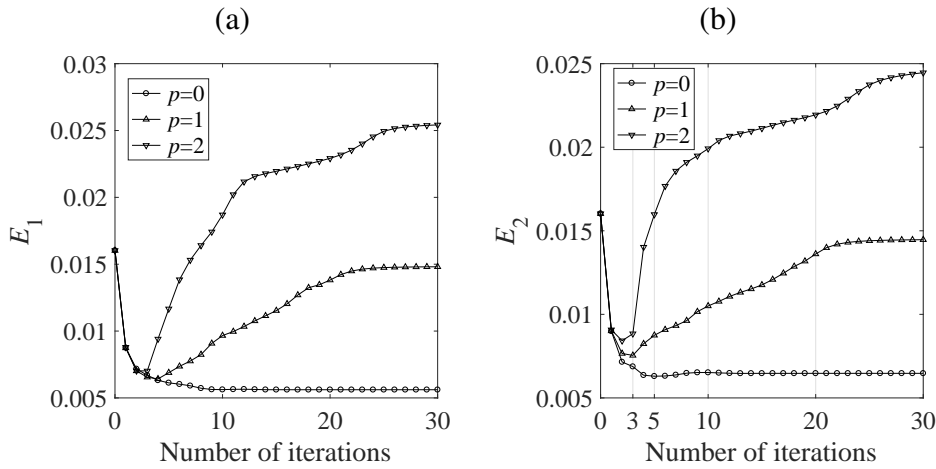 (a)
0.03
0.025
0.02
0.015
0.01
0.005
E1
p=0
p=1
p=2
0 10 20 30
Number of iterations
(b)
0.025
0.02
0.015
0.01
0.005
E2
p=0
p=1
p=2
0 3 5 10 20 30
Number of iterations